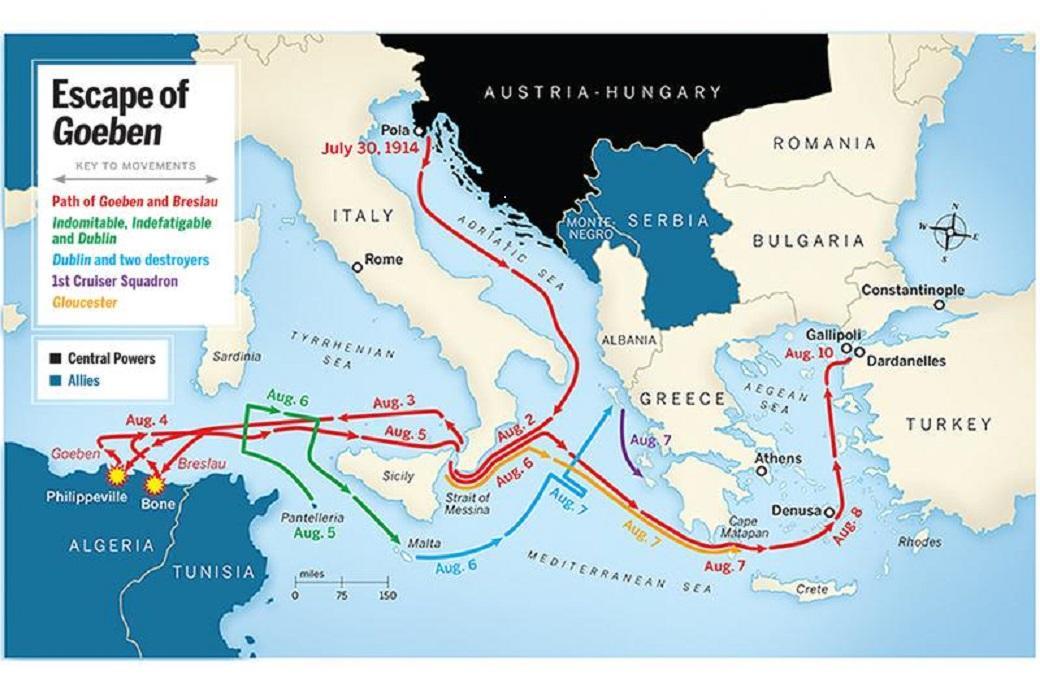 Escape of
Goeben
KEY TO MOVEMENTS
Path of Goeben and Breslau
Indomitable, Indefatigable
and Dublin
Dublin and two destroyers
1st Cruiser Squadron
Gloucester
Central Powers
Allies
AUSTRIA-HUNGARY
Pola
July 30, 1914
ROMANIA
ITALY
ADRIATIC SEA
MONTE-
NEGRO
SERBIA
BULGARIA
N
W
E
S
Rome
Constantinople
TYRRHENIAN
SEA
Sardinia
ALBANIA
Gallipoli
Aug. 10
Dardanelles
AEGEAN
SEA
GREECE
TURKEY
Aug. 6
Aug. 3
Aug. 4
Aug. 5
Aug. 2
Aug. 6
Aug. 7
Goeben
Breslau
Philippeville
Bone
Sicily
Strait of
Messina
Athens
Aug. 7
Aug. 7
Denusa
Aug. 8
Cape
Matapan
Aug. 7
Rhodes
Pantelleria
Aug. 5
Malta
Aug. 6
MEDITERRANEAN SEA
Crete
ALGERIA
TUNISIA
miles
0 75 150